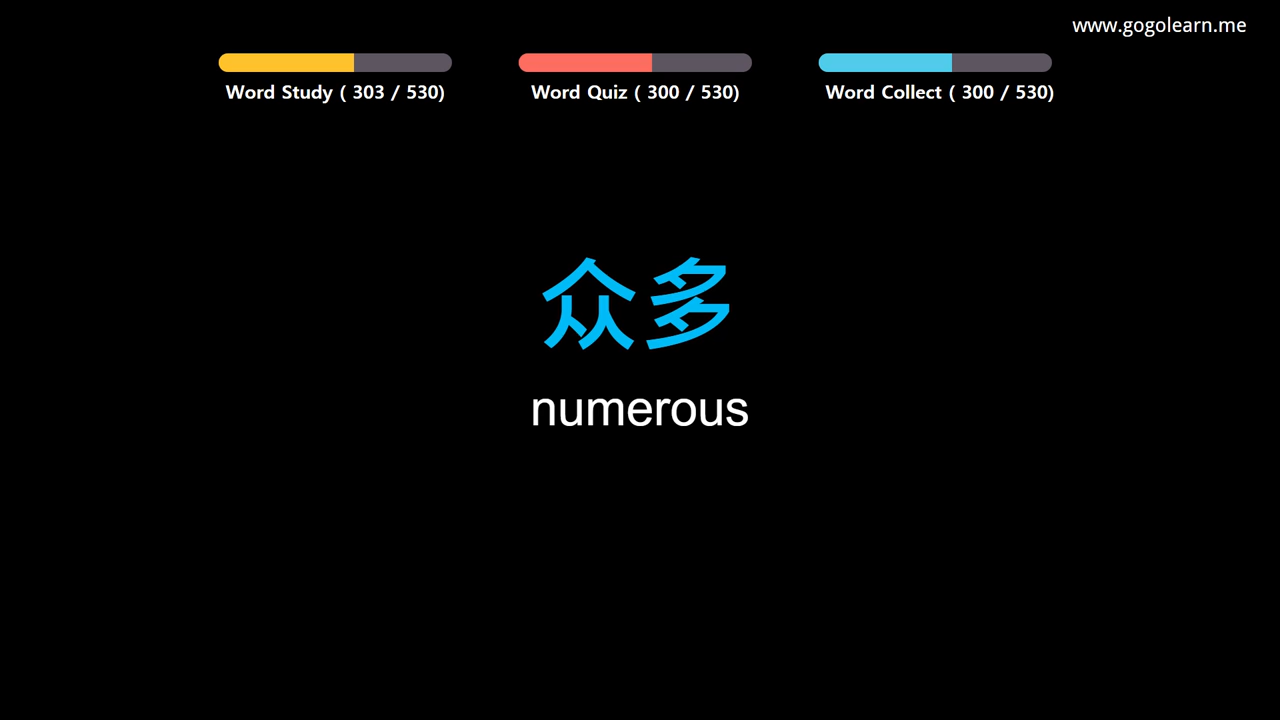 www.gogolearn.me
Word Study ( 303 / 530)
Word Quiz ( 300 / 530)
Word Collect ( 300 / 530)
众多
numerous